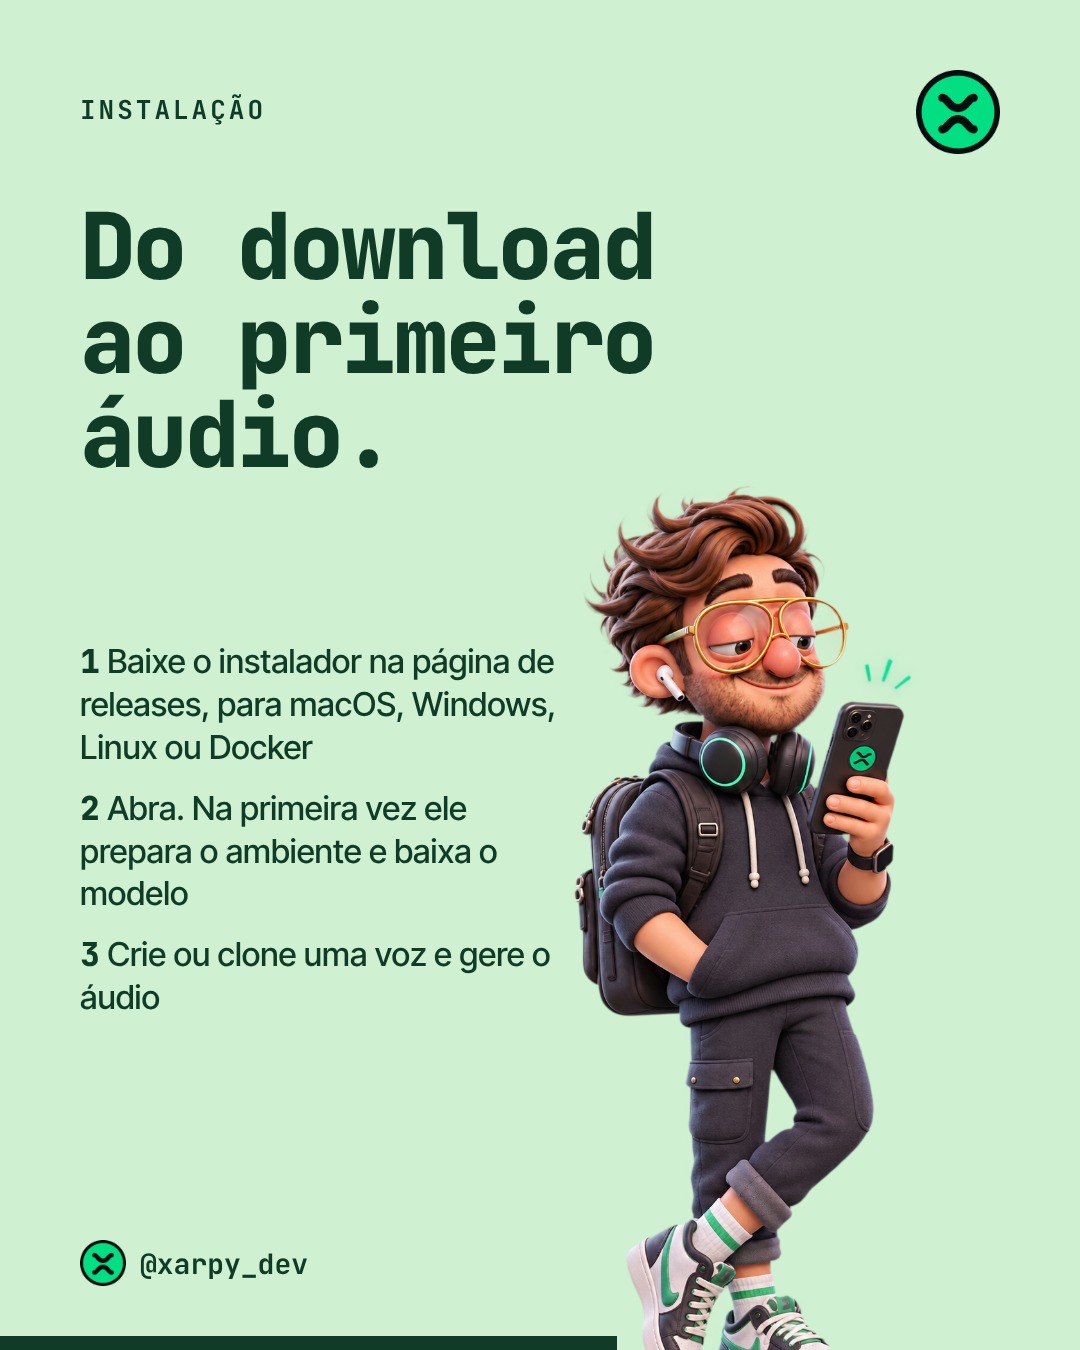 INSTALAÇÃO
Do download
ao primeiro
áudio.
1 Baixe o instalador na página de
releases, para macOS, Windows,
Linux ou Docker
2 Abra. Na primeira vez ele
prepara o ambiente e baixa o
modelo
3 Crie ou clone uma voz e gere o
áudio
@xarpy_dev